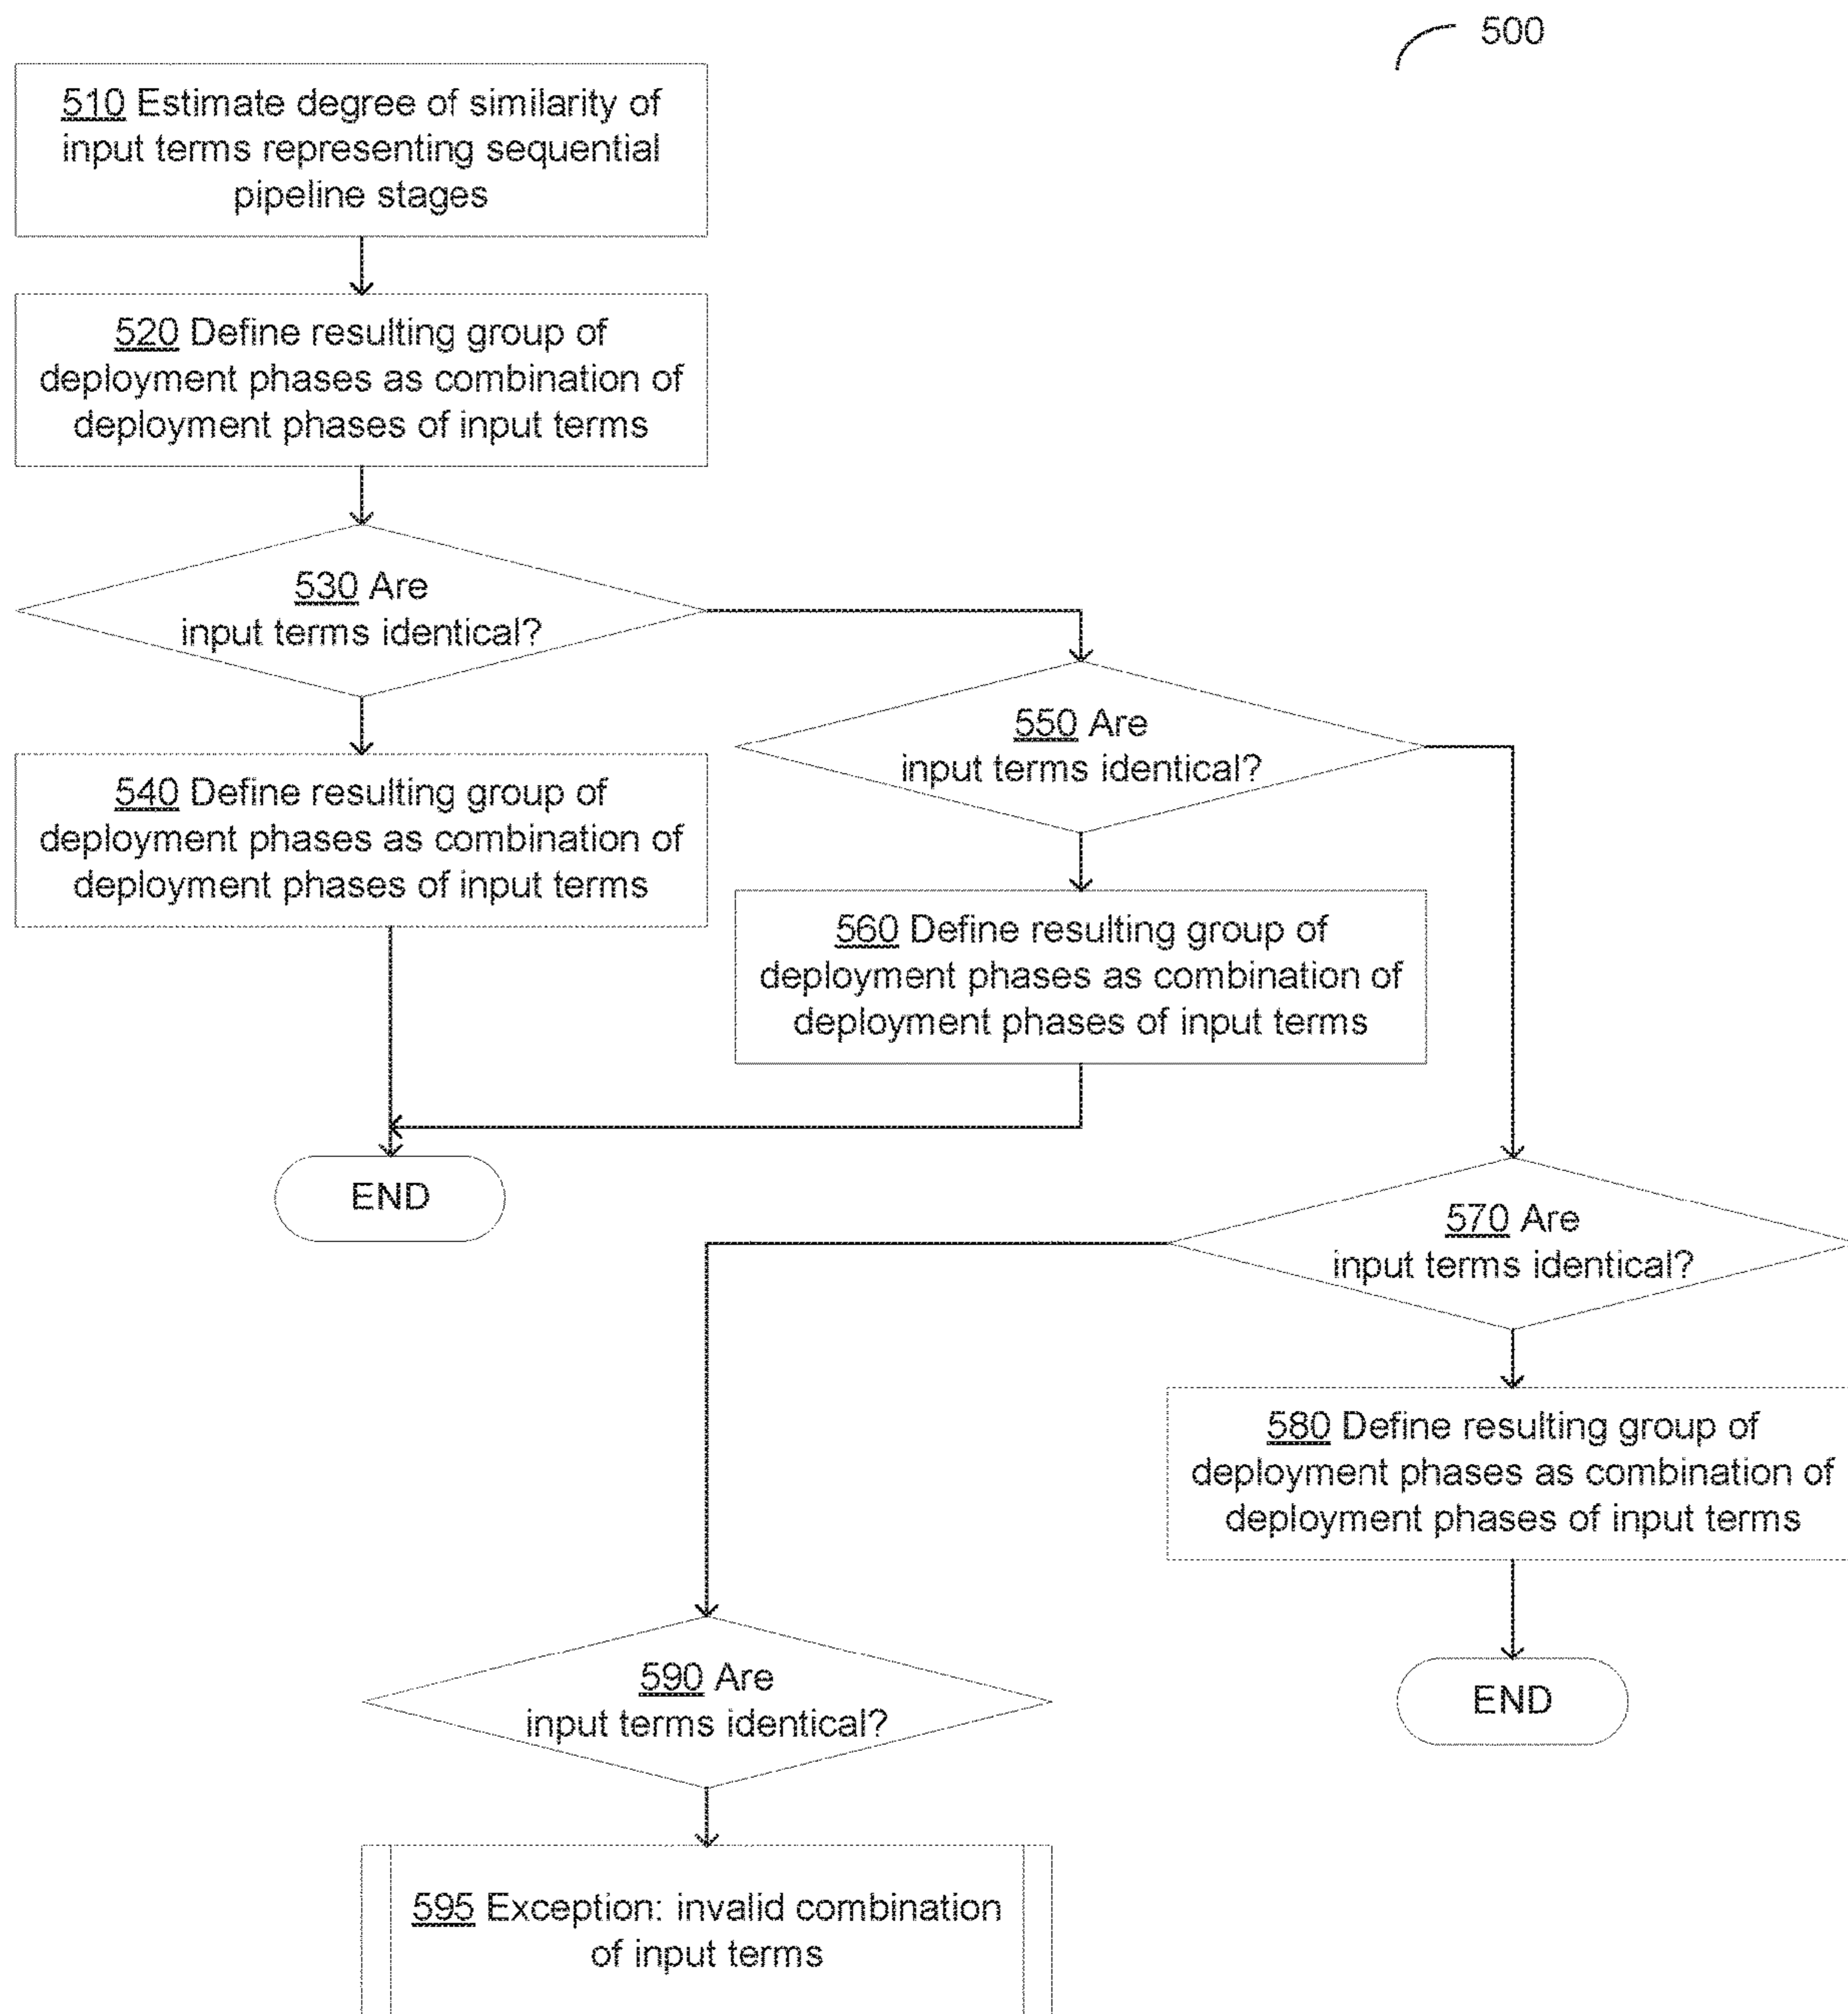 500
510 Estimate degree of similarity of
input terms representing sequential
pipeline stages
520 Define resulting group of
deployment phases as combination of
deployment phases of input terms
530 Are
input terms identical?
540 Define resulting group of
deployment phases as combination of
deployment phases of input terms
550 Are
input terms identical?
560 Define resulting group of
deployment phases as combination of
deployment phases of input terms
END
570 Are
input terms identical?
580 Define resulting group of
deployment phases as combination of
deployment phases of input terms
END
590 Are
input terms identical?
595 Exception: invalid combination
of input terms